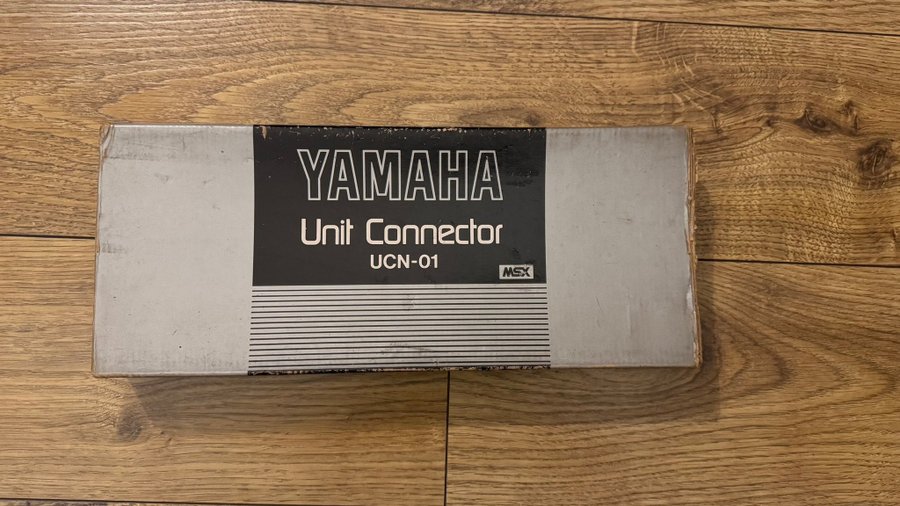 YAMAHA
Unit Connector
UCN-01
MSX